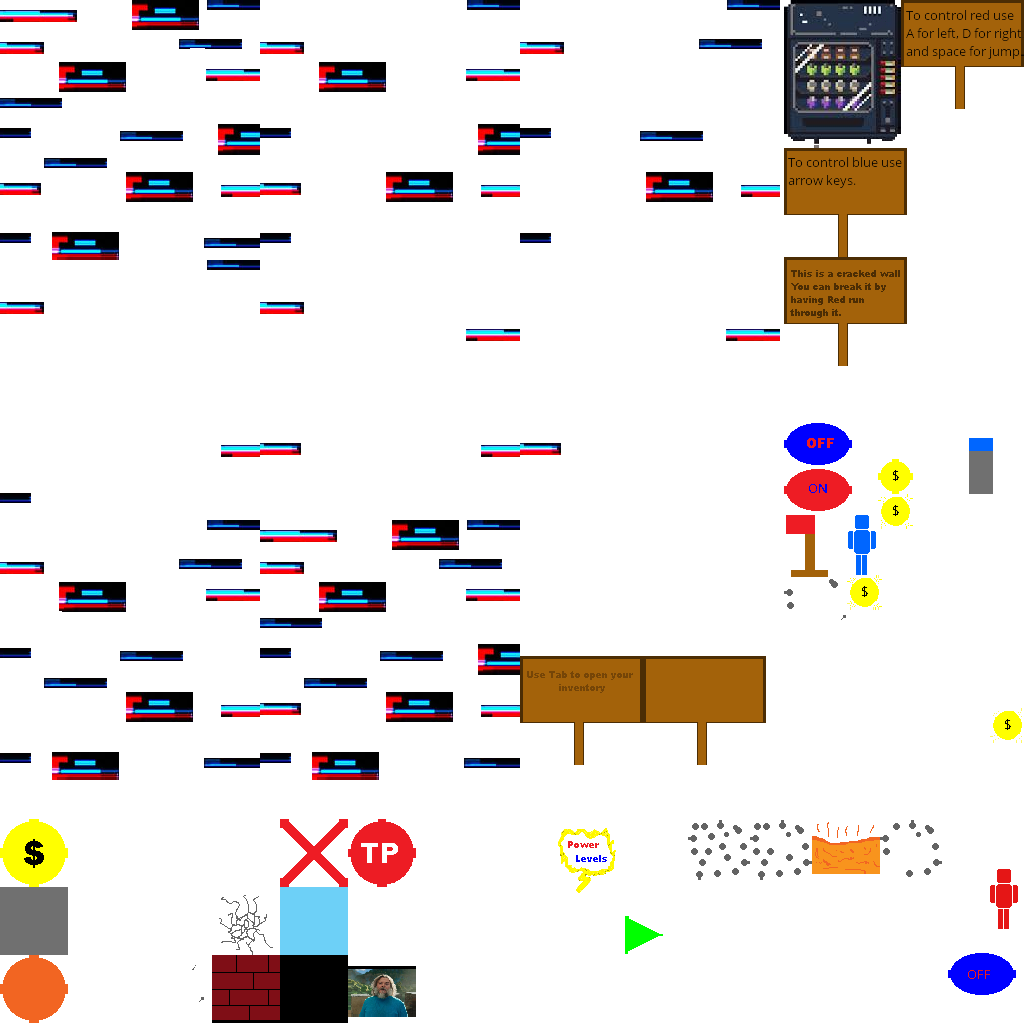 To control red use
A for left, D for right
and space for jump.
To control blue use
arrow keys.
This is a cracked wall
You can break it by
having Red run
through it.
OFF
ON
$
$
$
Use Tab to open your
inventory
$
$
TP
Power
Levels
OFF